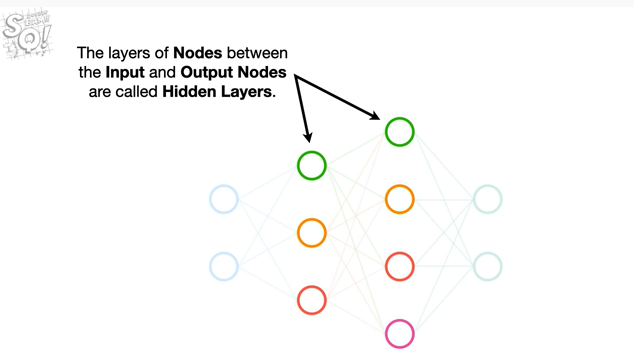 The layers of Nodes between
the Input and Output Nodes
are called Hidden Layers.